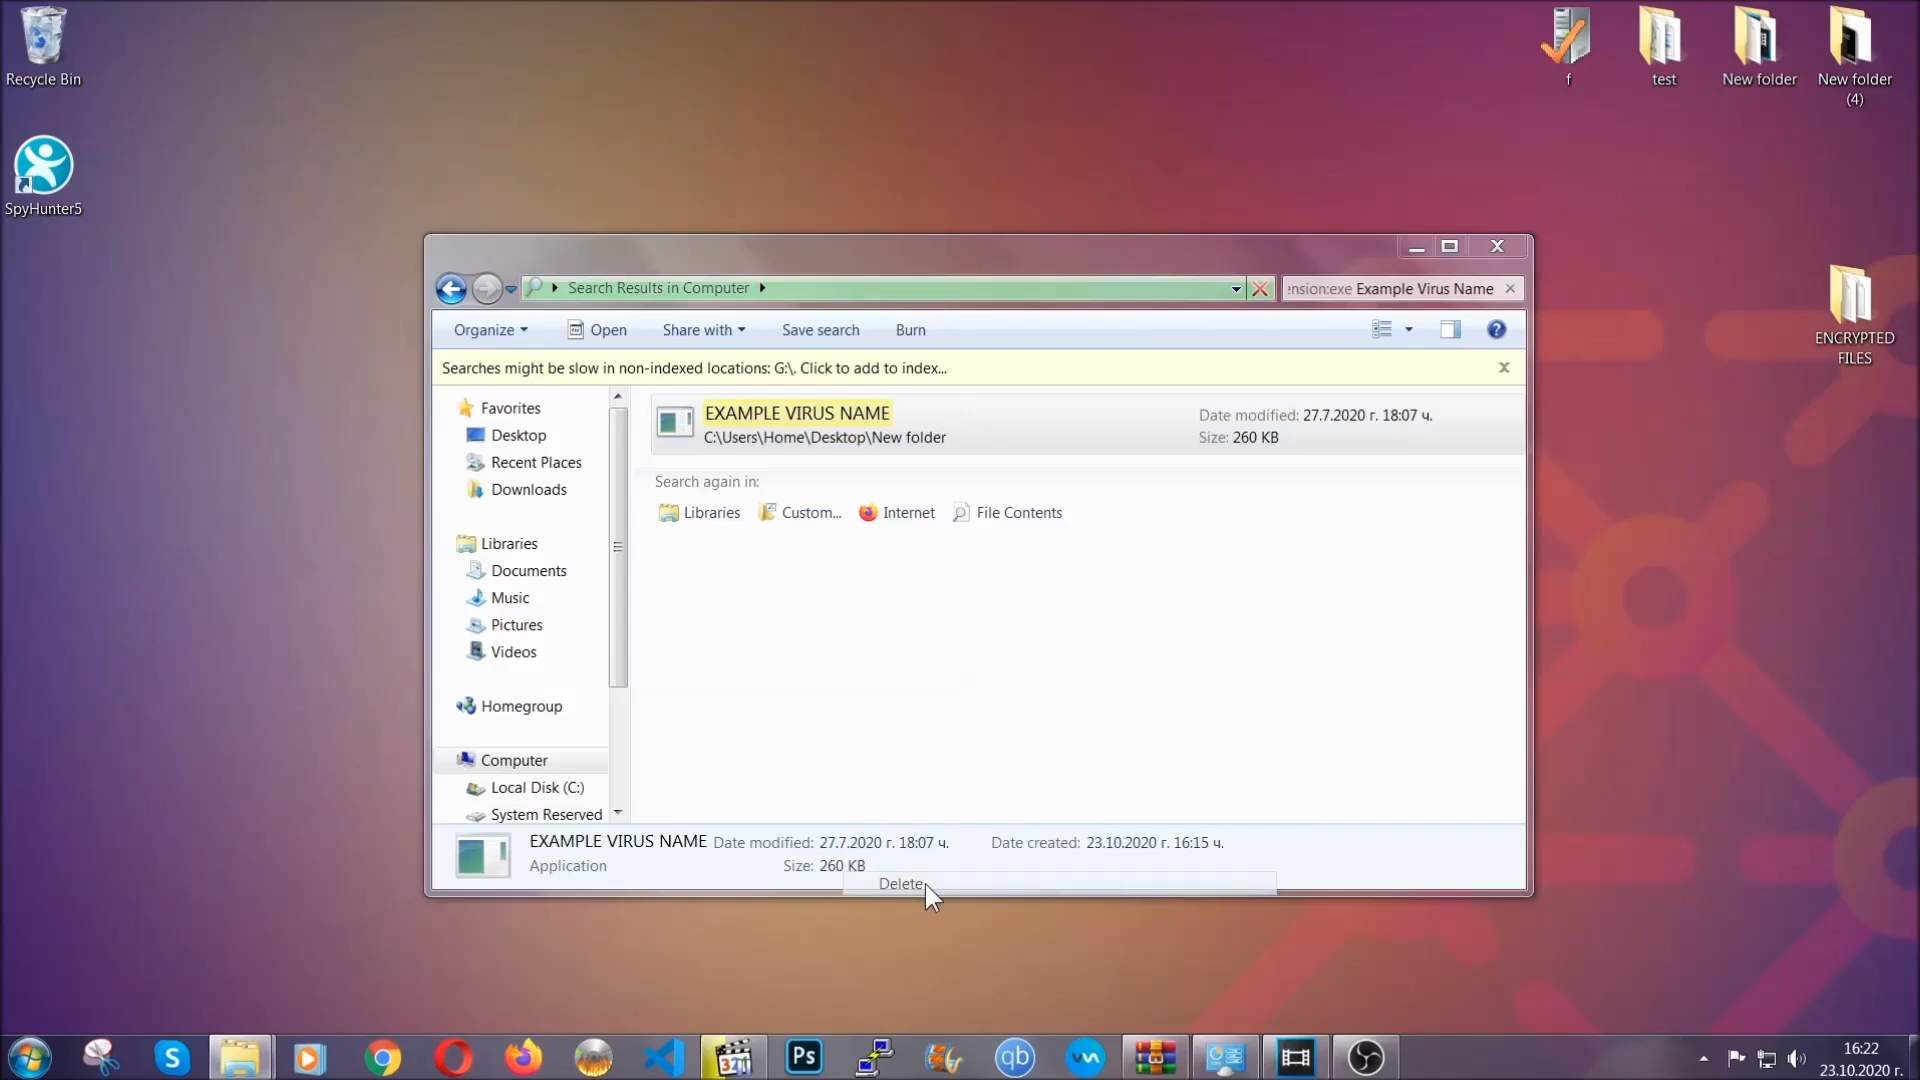 Recycle Bin
SpyHunter5
f
test
New folder
New folder
(4)
ENCRYPTED
FILES
Search Results in Computer
ension:exe Example Virus Name
Organize
Open
Share with
Save search
Burn
Searches might be slow in non-indexed locations: G:\. Click to add to index...
Favorites
Desktop
Recent Places
Downloads
Libraries
Documents
Music
Pictures
Videos
Homegroup
Computer
Local Disk (C:)
System Reserved
EXAMPLE VIRUS NAME
C:\Users\Home\Desktop\New folder
Date modified: 27.7.2020 г. 18:07 ч.
Size: 260 KB
Search again in:
Libraries
Custom...
Internet
File Contents
EXAMPLE VIRUS NAME Date modified: 27.7.2020 г. 18:07 ч. Date created: 23.10.2020 г. 16:15 ч.
Application Size: 260 KB
Delete
S
321
Ps
qb
16:22
23.10.2020 г.